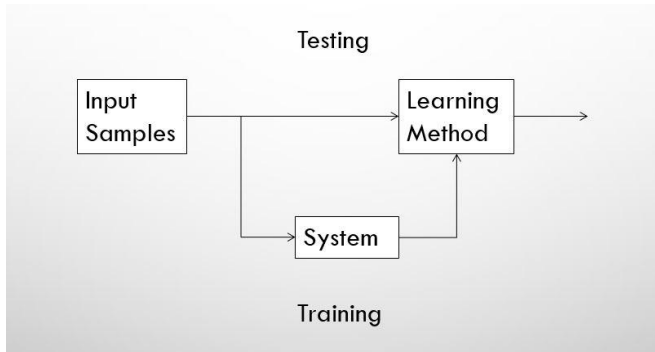 Testing
Input
Samples
Learning
Method
System
Training